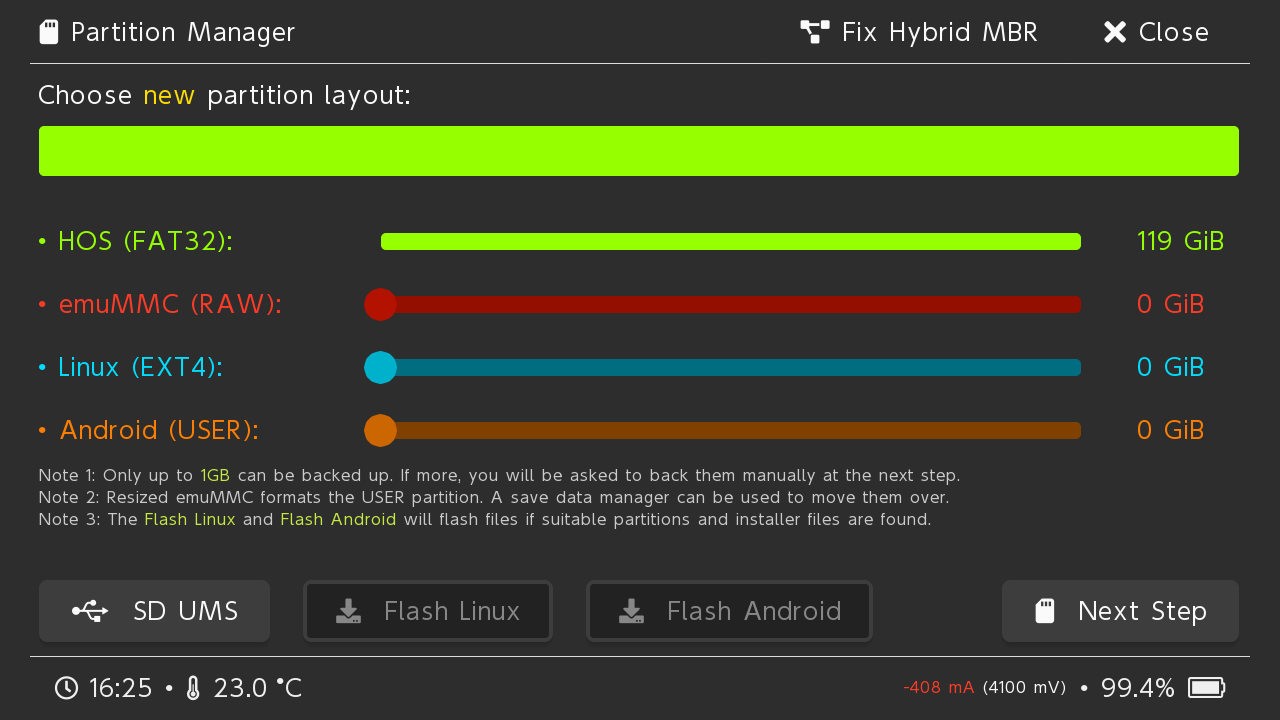 Partition Manager Fix Hybrid MBR Close
Choose new partition layout:
• HOS (FAT32): 119 GiB
• emuMMC (RAW): 0 GiB
• Linux (EXT4): 0 GiB
• Android (USER): 0 GiB
Note 1: Only up to 1GB can be backed up. If more, you will be asked to back them manually at the next step.
Note 2: Resized emuMMC formats the USER partition. A save data manager can be used to move them over.
Note 3: The Flash Linux and Flash Android will flash files if suitable partitions and installer files are found.
SD UMS Flash Linux Flash Android Next Step
16:25 • 23.0 °C -408 mA (4100 mV) • 99.4%